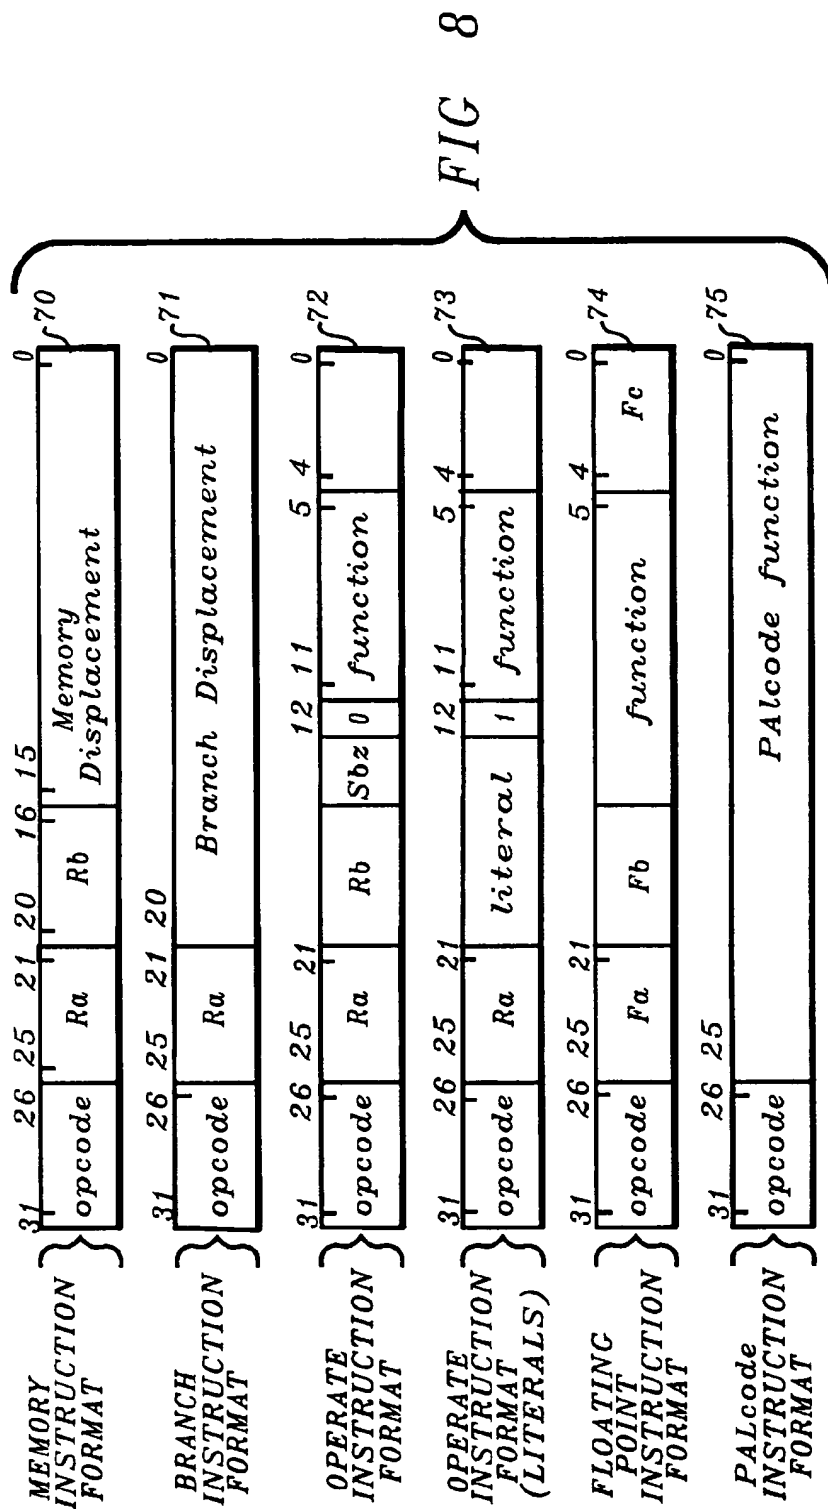 MEMORY
INSTRUCTION
FORMAT
31 26 25 21 20 16 15 0
opcode Ra Rb Memory
Displacement
70
BRANCH
INSTRUCTION
FORMAT
31 26 25 21 20 0
opcode Ra Branch Displacement
71
OPERATE
INSTRUCTION
FORMAT
31 26 25 21 12 11 5 4 0
opcode Ra Rb Sbz 0 function
72
OPERATE
INSTRUCTION
FORMAT
(LITERALS)
31 26 25 21 12 11 5 4 0
opcode Ra literal 1 function
73
FLOATING
POINT
INSTRUCTION
FORMAT
31 26 25 21 5 4 0
opcode Fa Fb function Fc
74
PALcode
INSTRUCTION
FORMAT
31 26 25 0
opcode PAlcode function
75
FIG 8